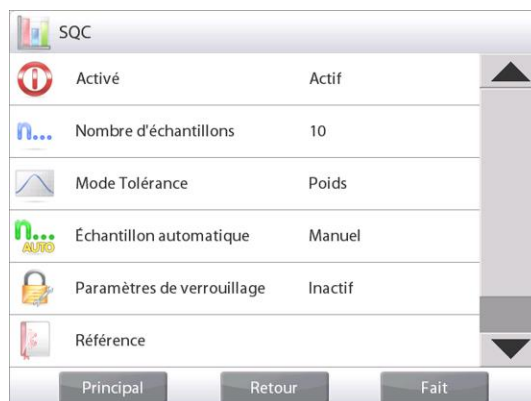 SQC
Activé Actif
n... Nombre d'échantillons 10
Mode Tolérance Poids
n... AUTO Échantillon automatique Manuel
Paramètres de verrouillage Inactif
Référence
Principal Retour Fait